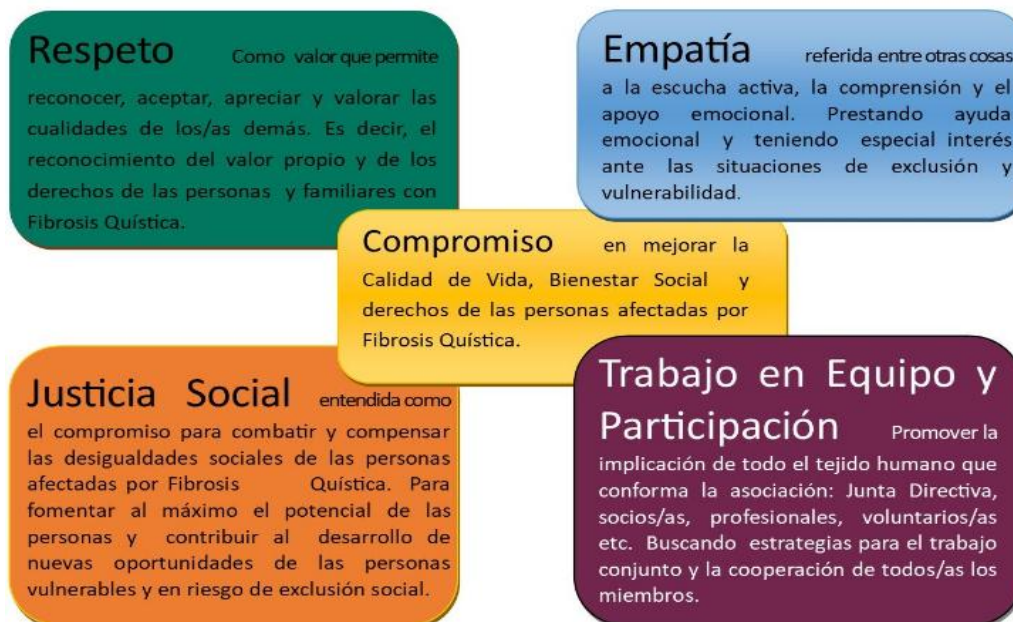 Respeto Como valor que permite
reconocer, aceptar, apreciar y valorar las
cualidades de los/as demás. Es decir, el
reconocimiento del valor propio y de los
derechos de las personas y familiares con
Fibrosis Quística.
Empatía referida entre otras cosas
a la escucha activa, la comprensión y el
apoyo emocional. Prestando ayuda
emocional y teniendo especial interés
ante las situaciones de exclusión y
vulnerabilidad.
Compromiso en mejorar la
Calidad de Vida, Bienestar Social y
derechos de las personas afectadas por
Fibrosis Quística.
Justicia Social entendida como
el compromiso para combatir y compensar
las desigualdades sociales de las personas
afectadas por Fibrosis Quística. Para
fomentar al máximo el potencial de las
personas y contribuir al desarrollo de
nuevas oportunidades de las personas
vulnerables y en riesgo de exclusión social.
Trabajo en Equipo y
Participación Promover la
implicación de todo el tejido humano que
conforma la asociación: Junta Directiva,
socios/as, profesionales, voluntarios/as
etc. Buscando estrategias para el trabajo
conjunto y la cooperación de todos/as los
miembros.